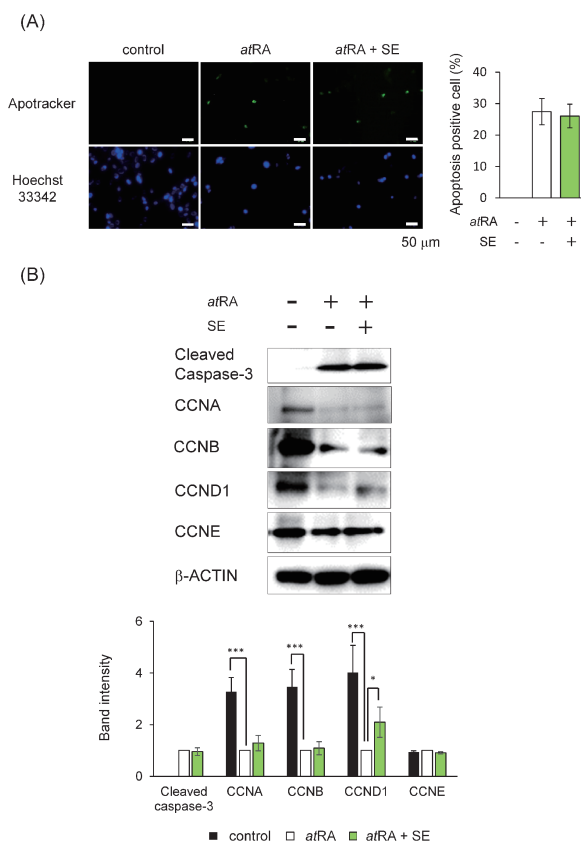 (A)
control atRA atRA + SE
Apotracker
Hoechst
33342
50 μm
Apoptosis positive cell (%)
40
30
20
10
0
atRA - + +
SE - - +
(B)
atRA - + +
SE - - +
Cleaved
Caspase-3
CCNA
CCNB
CCND1
CCNE
β-ACTIN
Band intensity
6
4
2
0
*** *** *** *
Cleaved
caspase-3 CCNA CCNB CCND1 CCNE
control atRA atRA + SE